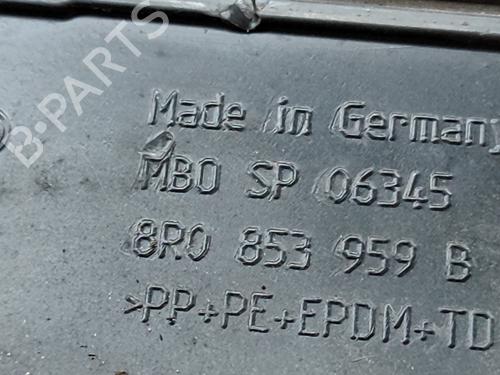 B-PARTS
Made in Germany
MBO SP 06345
8R0 853 959 B
>PP+PE+EPDM+TD